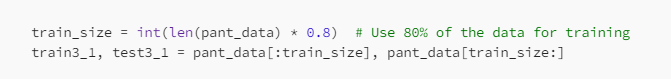 train_size = int(len(pant_data) * 0.8)  # Use 80% of the data for training
train3_1, test3_1 = pant_data[:train_size], pant_data[train_size:]